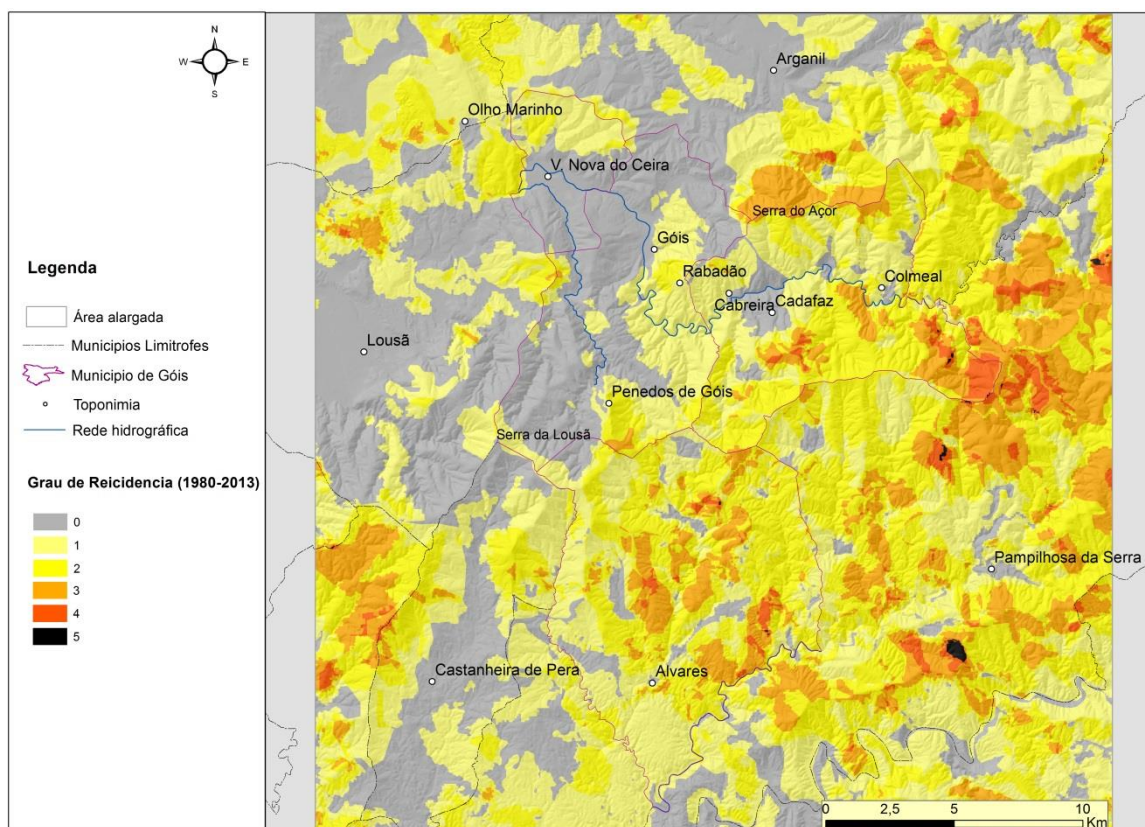 N
W
E
S
Legenda
Área alargada
Municipios Limitrofes
Municipio de Góis
Toponimia
Rede hidrográfica
Grau de Reicidencia (1980-2013)
0
1
2
3
4
5
Arganil
Olho Marinho
V. Nova do Ceira
Serra do Açor
Góis
Rabadão
Colmeal
Cabreira
Cadafaz
Lousã
Penedos de Góis
Serra da Lousã
Pampilhosa da Serra
Castanheira de Pera
Alvares
0 2,5 5 10
Km